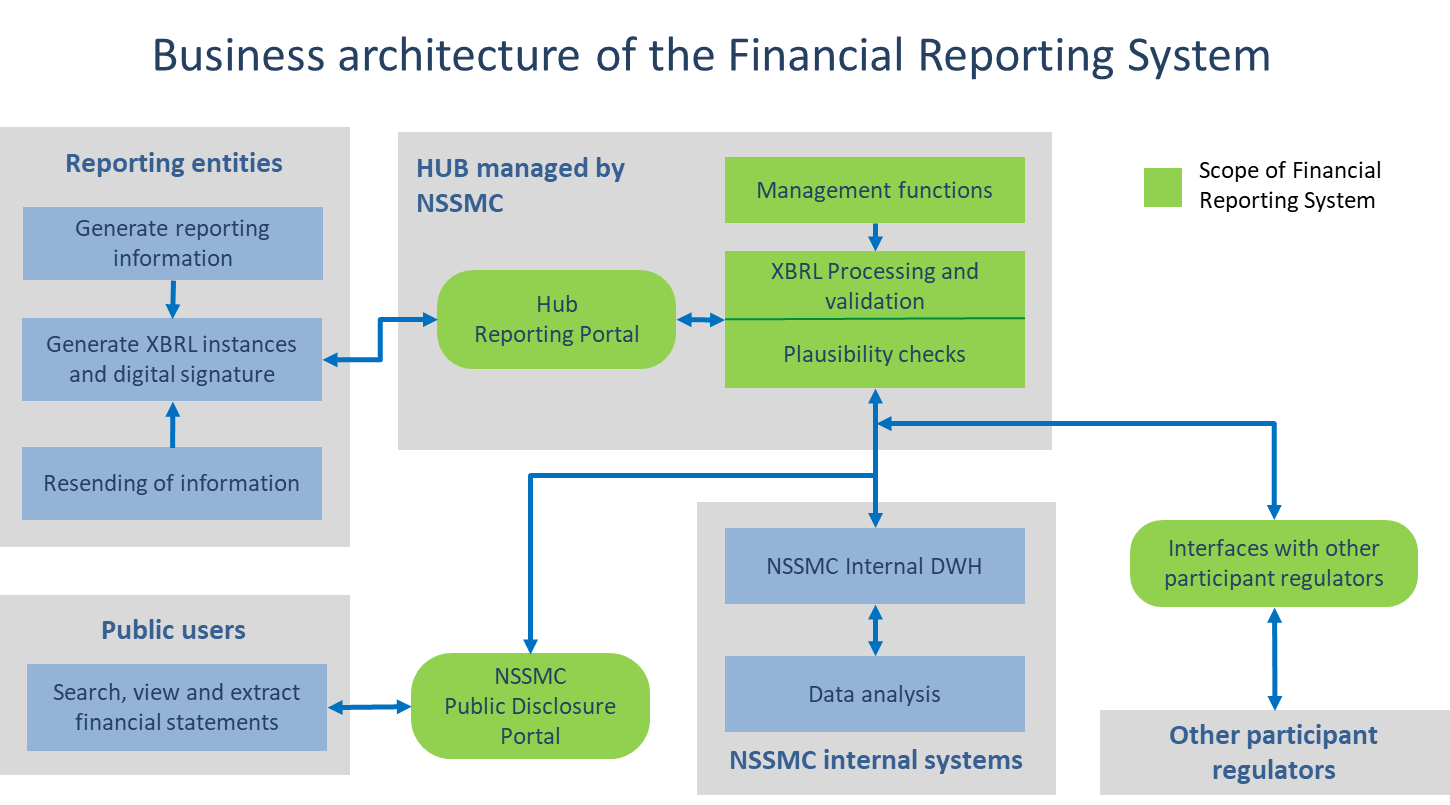 Business architecture of the Financial Reporting System
Reporting entities
Generate reporting
information
Generate XBRL instances
and digital signature
Resending of information
HUB managed by
NSSMC
Management functions
Hub
Reporting Portal
XBRL Processing and
validation
Plausibility checks
Scope of Financial
Reporting System
Public users
Search, view and extract
financial statements
NSSMC
Public Disclosure
Portal
NSSMC Internal DWH
Data analysis
NSSMC internal systems
Interfaces with other
participant regulators
Other participant
regulators